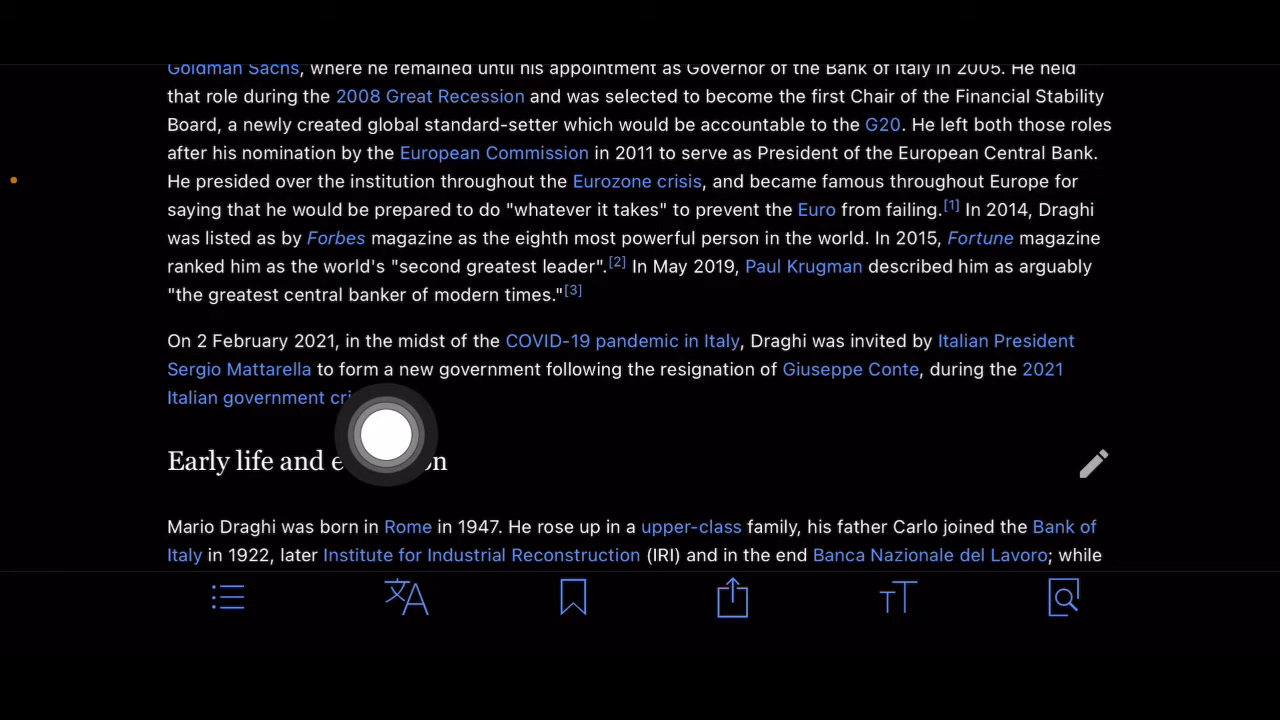 Goldman Sachs, where he remained until his appointment as Governor of the Bank of Italy in 2005. He held
that role during the 2008 Great Recession and was selected to become the first Chair of the Financial Stability
Board, a newly created global standard-setter which would be accountable to the G20. He left both those roles
after his nomination by the European Commission in 2011 to serve as President of the European Central Bank.
He presided over the institution throughout the Eurozone crisis, and became famous throughout Europe for
saying that he would be prepared to do "whatever it takes" to prevent the Euro from failing.[1] In 2014, Draghi
was listed as by Forbes magazine as the eighth most powerful person in the world. In 2015, Fortune magazine
ranked him as the world's "second greatest leader".[2] In May 2019, Paul Krugman described him as arguably
"the greatest central banker of modern times."[3]
On 2 February 2021, in the midst of the COVID-19 pandemic in Italy, Draghi was invited by Italian President
Sergio Mattarella to form a new government following the resignation of Giuseppe Conte, during the 2021
Italian government
Early life and
Mario Draghi was born in Rome in 1947. He rose up in a upper-class family, his father Carlo joined the Bank of
Italy in 1922, later Institute for Industrial Reconstruction (IRI) and in the end Banca Nazionale del Lavoro; while